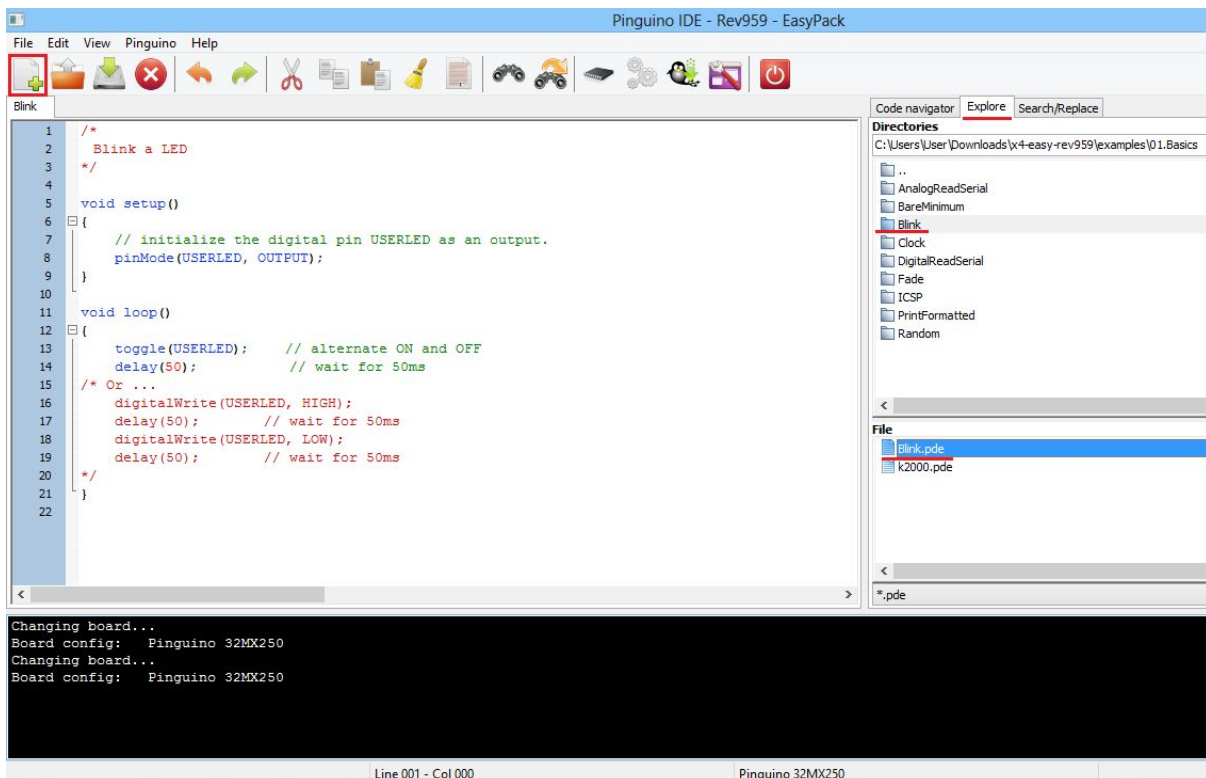 Pinguino IDE - Rev959 - EasyPack
File Edit View Pinguino Help
Blink
1 /*
2 Blink a LED
3 */
4
5 void setup()
6 {
7 // initialize the digital pin USERLED as an output.
8 pinMode(USERLED, OUTPUT);
9 }
10
11 void loop()
12 {
13 toggle(USERLED); // alternate ON and OFF
14 delay(50); // wait for 50ms
15 /* Or ...
16 digitalWrite(USERLED, HIGH);
17 delay(50); // wait for 50ms
18 digitalWrite(USERLED, LOW);
19 delay(50); // wait for 50ms
20 */
21 }
22
Code navigator Explore Search/Replace
Directories
C:\Users\User\Downloads\x4-easy-rev959\examples\01.Basics
..
AnalogReadSerial
BareMinimum
Blink
Clock
DigitalReadSerial
Fade
ICSP
PrintFormatted
Random
File
Blink.pde
k2000.pde
*.pde
Changing board...
Board config: Pinguino 32MX250
Changing board...
Board config: Pinguino 32MX250
Line 001 - Col 000 Pinguino 32MX250